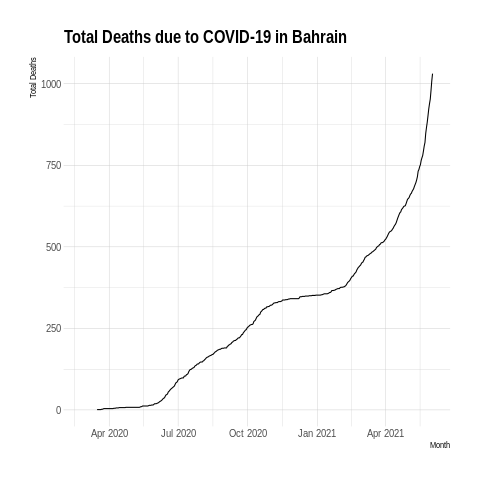 Total Deaths due to COVID-19 in Bahrain
Total Deaths
1000
750
500
250
0
Apr 2020 Jul 2020 Oct 2020 Jan 2021 Apr 2021
Month